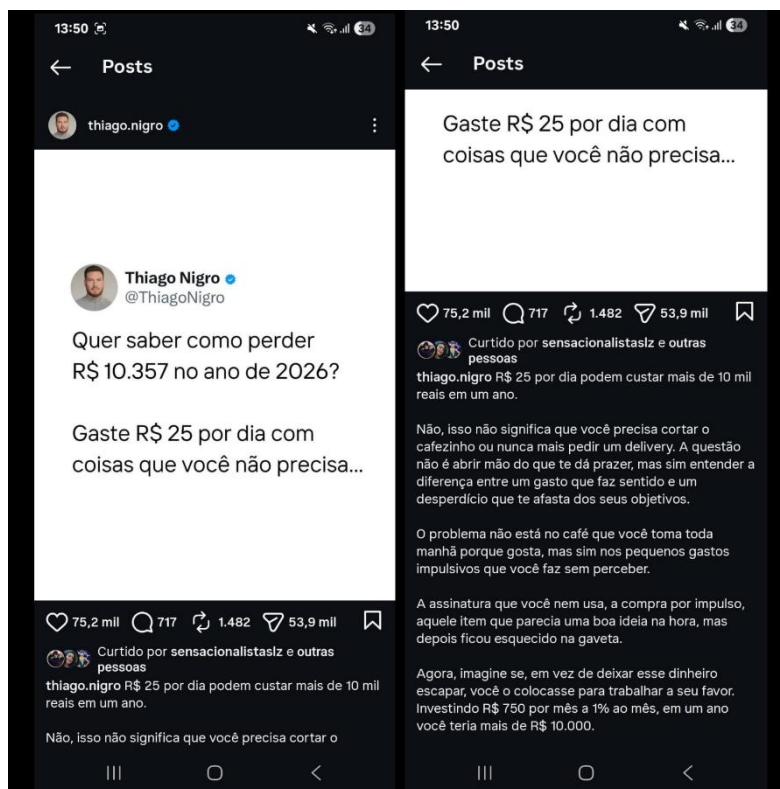 13:50
34
Posts
thiago.nigro
Thiago Nigro
@ThiagoNigro
Quer saber como perder
R$ 10.357 no ano de 2026?
Gaste R$ 25 por dia com
coisas que você não precisa...
75,2 mil 717 1.482 53,9 mil
Curtido por sensacionalistaslz e outras
pessoas
thiago.nigro R$ 25 por dia podem custar mais de 10 mil
reais em um ano.
Não, isso não significa que você precisa cortar o
13:50
34
Posts
Gaste R$ 25 por dia com
coisas que você não precisa...
75,2 mil 717 1.482 53,9 mil
Curtido por sensacionalistaslz e outras
pessoas
thiago.nigro R$ 25 por dia podem custar mais de 10 mil
reais em um ano.
Não, isso não significa que você precisa cortar o
cafezinho ou nunca mais pedir um delivery. A questão
não é abrir mão do que te dá prazer, mas sim entender a
diferença entre um gasto que faz sentido e um
desperdício que te afasta dos seus objetivos.
O problema não está no café que você toma toda
manhã porque gosta, mas sim nos pequenos gastos
impulsivos que você faz sem perceber.
A assinatura que você nem usa, a compra por impulso,
aquele item que parecia uma boa ideia na hora, mas
depois ficou esquecido na gaveta.
Agora, imagine se, em vez de deixar esse dinheiro
escapar, você o colocasse para trabalhar a seu favor.
Investindo R$ 750 por mês a 1% ao mês, em um ano
você teria mais de R$ 10.000.